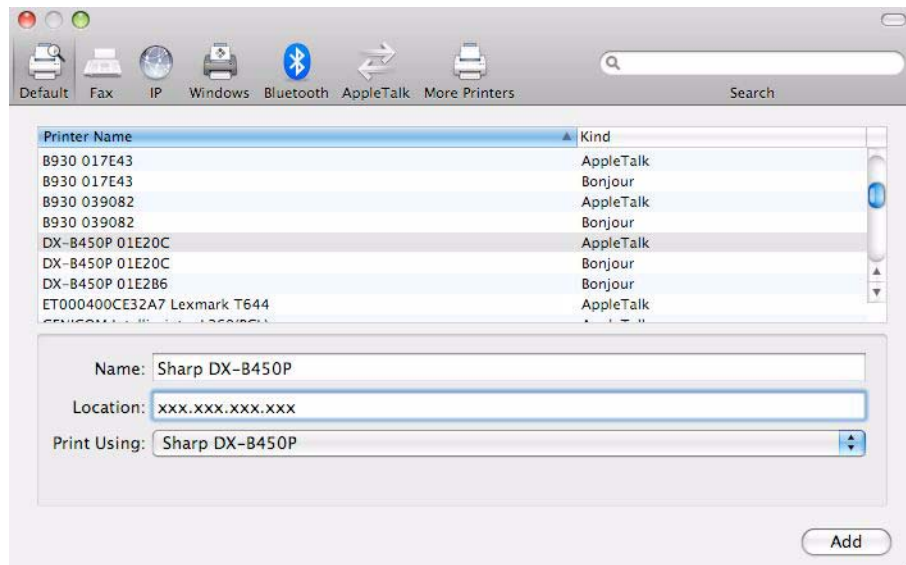 Default Fax IP Windows Bluetooth AppleTalk More Printers Search
Printer Name Kind
B930 017E43 AppleTalk
B930 017E43 Bonjour
B930 039082 AppleTalk
B930 039082 Bonjour
DX-B450P 01E20C AppleTalk
DX-B450P 01E20C Bonjour
DX-B450P 01E2B6 Bonjour
ET000400CE32A7 Lexmark T644 AppleTalk
Name: Sharp DX-B450P
Location: xxx.xxx.xxx.xxx
Print Using: Sharp DX-B450P
Add